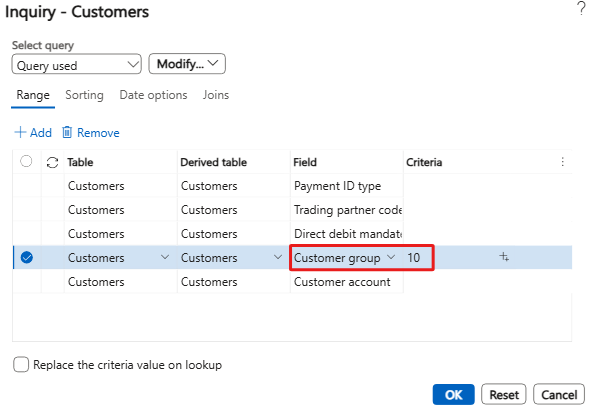 Inquiry - Customers ?
Select query
Query used Modify...
Range Sorting Date options Joins
+ Add Remove
Table Derived table Field Criteria
Customers Customers Payment ID type
Customers Customers Trading partner code
Customers Customers Direct debit mandat
Customers Customers Customer group 10
Customers Customers Customer account
Replace the criteria value on lookup
OK Reset Cancel